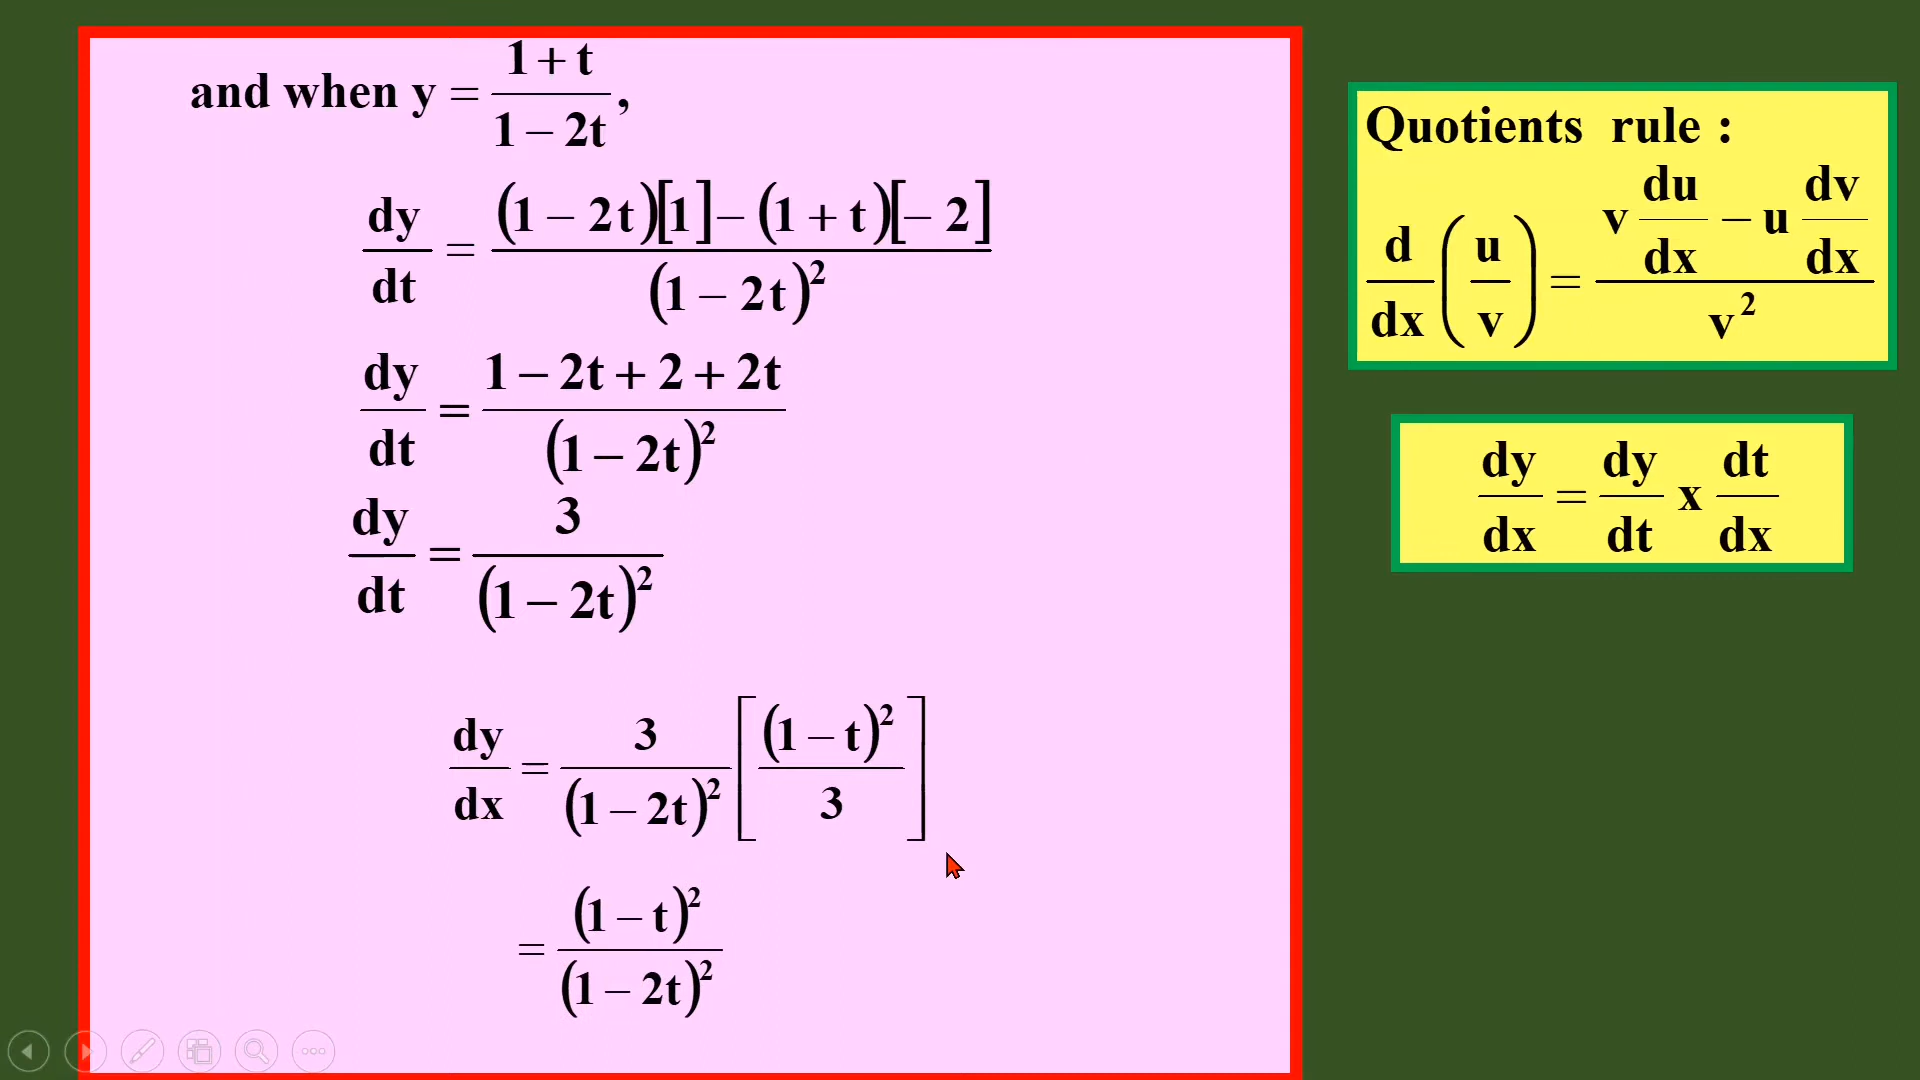 and when y = (1 + t)/(1 − 2t),
dy/dt = ((1 − 2t)[1] − (1 + t)[− 2])/(1 − 2t)²
dy/dt = (1 − 2t + 2 + 2t)/(1 − 2t)²
dy/dt = 3/(1 − 2t)²
dy/dx = 3/(1 − 2t)² [(1 − t)²/3]
= (1 − t)²/(1 − 2t)²
Quotients rule :
d/dx (u/v) = (v du/dx − u dv/dx)/v²
dy/dx = dy/dt x dt/dx